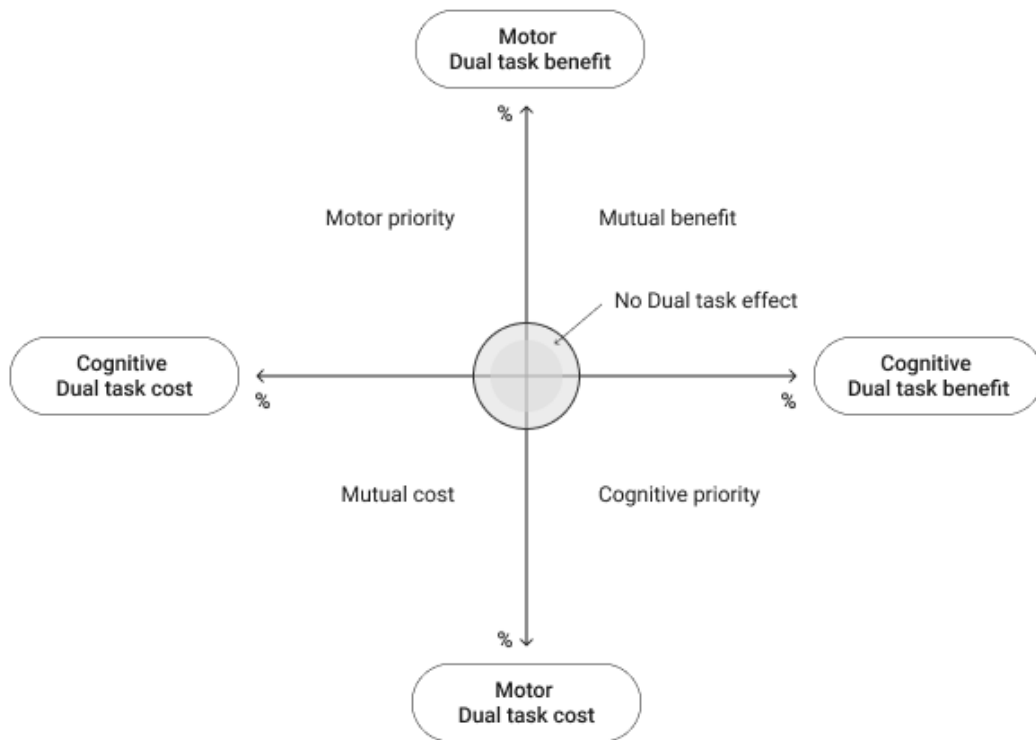 Motor
Dual task benefit
%
Motor priority
Mutual benefit
No Dual task effect
Cognitive
Dual task cost
Cognitive
Dual task benefit
%
%
Mutual cost
Cognitive priority
%
Motor
Dual task cost